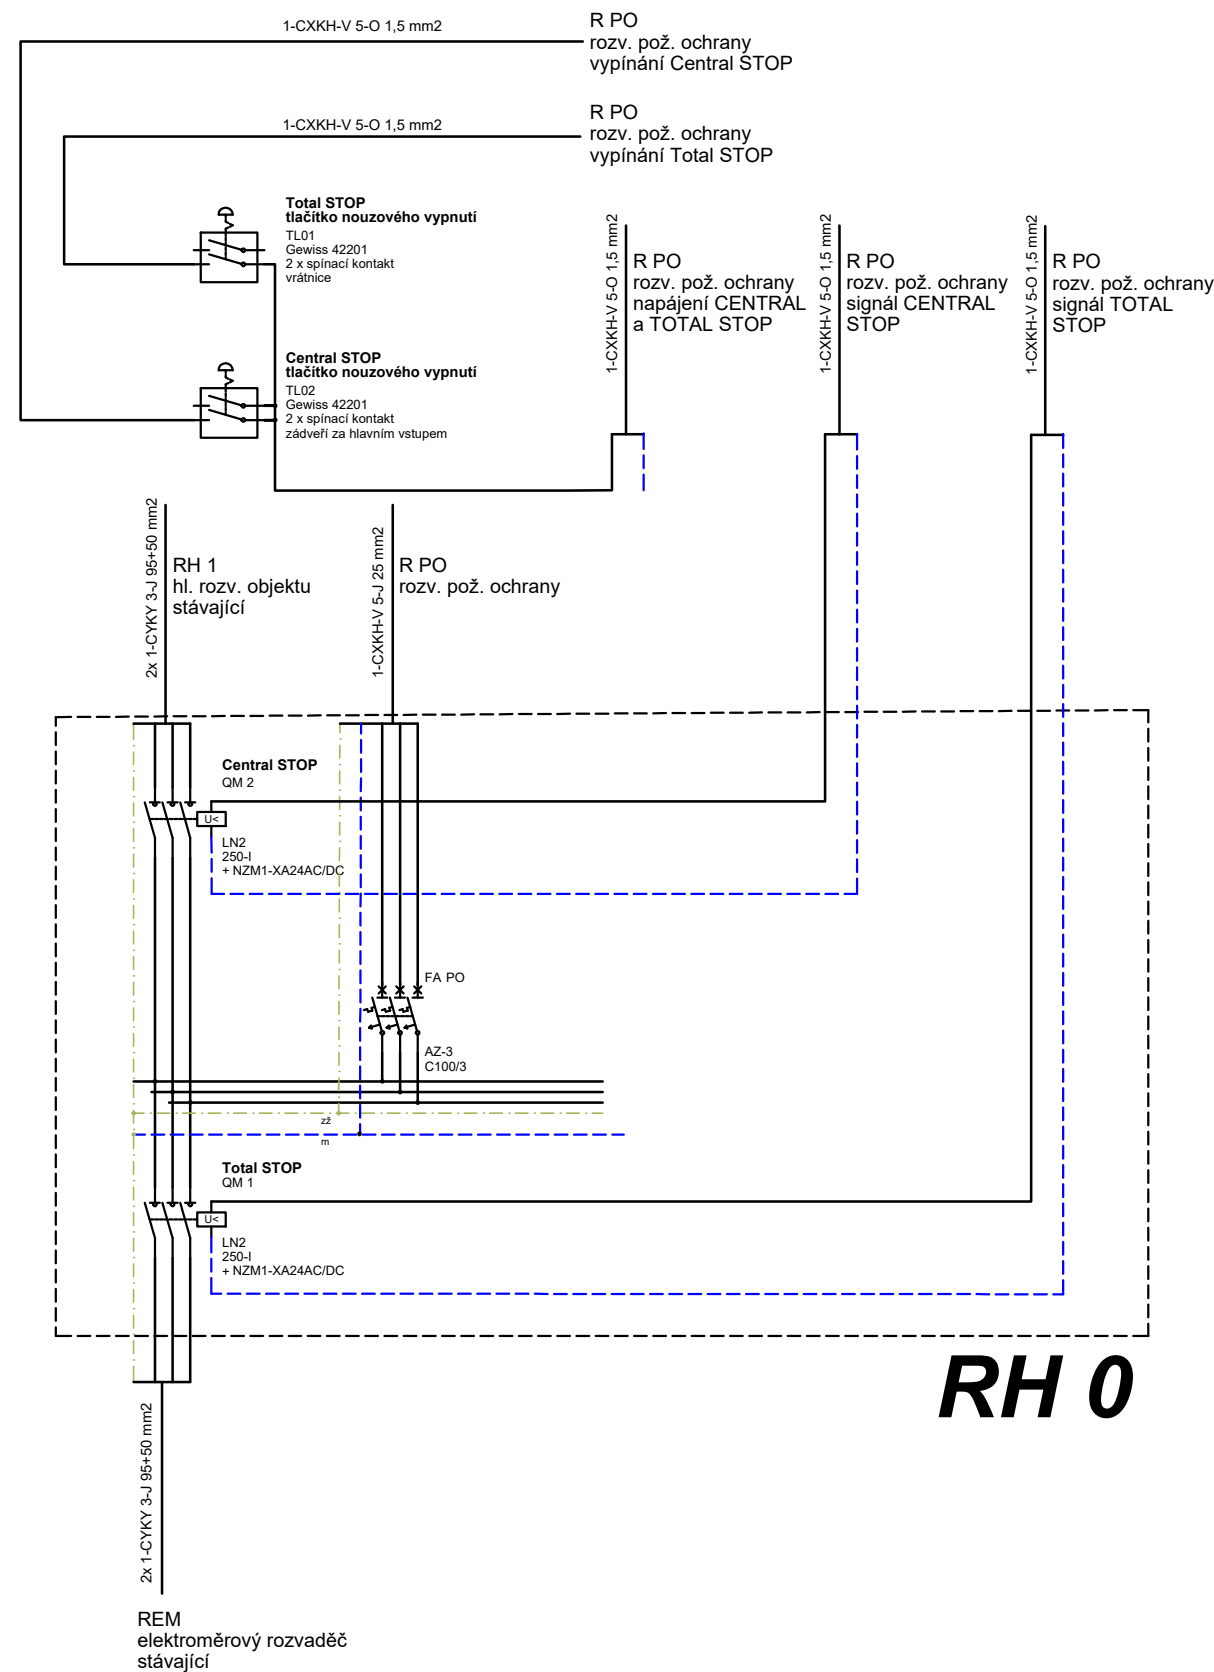 1-CXKH-V 5-O 1,5 mm2
R PO
rozv. pož. ochrany
vypínání Central STOP
1-CXKH-V 5-O 1,5 mm2
R PO
rozv. pož. ochrany
vypínání Total STOP
Total STOP
tlačítko nouzového vypnutí
TL01
Gewiss 42201
2 x spínací kontakt
vrátnice
Central STOP
tlačítko nouzového vypnutí
TL02
Gewiss 42201
2 x spínací kontakt
zádveří za hlavním vstupem
1-CXKH-V 5-O 1,5 mm2
R PO
rozv. pož. ochrany
napájení CENTRAL
a TOTAL STOP
1-CXKH-V 5-O 1,5 mm2
R PO
rozv. pož. ochrany
signál CENTRAL
STOP
1-CXKH-V 5-O 1,5 mm2
R PO
rozv. pož. ochrany
signál TOTAL
STOP
2x 1-CYKY 3-J 95+50 mm2
RH 1
hl. rozv. objektu
stávající
1-CXKH-V 5-J 25 mm2
R PO
rozv. pož. ochrany
Central STOP
QM 2
U<
LN2
250-I
+ NZM1-XA24AC/DC
FA PO
AZ-3
C100/3
zž
m
Total STOP
QM 1
U<
LN2
250-I
+ NZM1-XA24AC/DC
RH 0
2x 1-CYKY 3-J 95+50 mm2
REM
elektroměrový rozvaděč
stávající